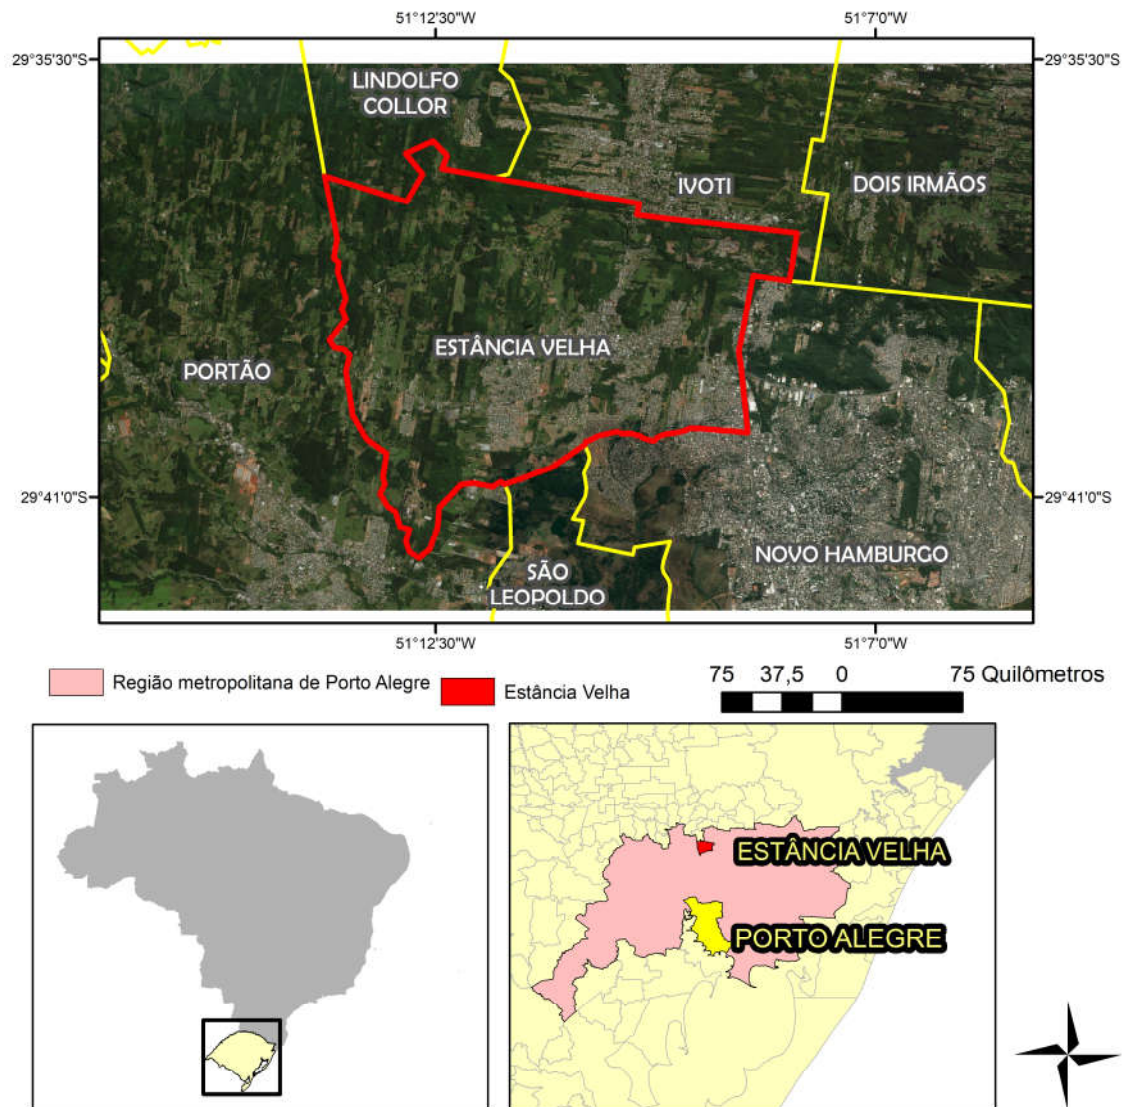 51°12'30"W
51°7'0"W
29°35'30"S
29°35'30"S
LINDOLFO
COLLOR
IVOTI
DOIS IRMÃOS
ESTÂNCIA VELHA
PORTÃO
29°41'0"S
29°41'0"S
NOVO HAMBURGO
SÃO
LEOPOLDO
51°12'30"W
51°7'0"W
Região metropolitana de Porto Alegre
Estância Velha
75 37,5 0 75 Quilômetros
ESTÂNCIA VELHA
PORTO ALEGRE